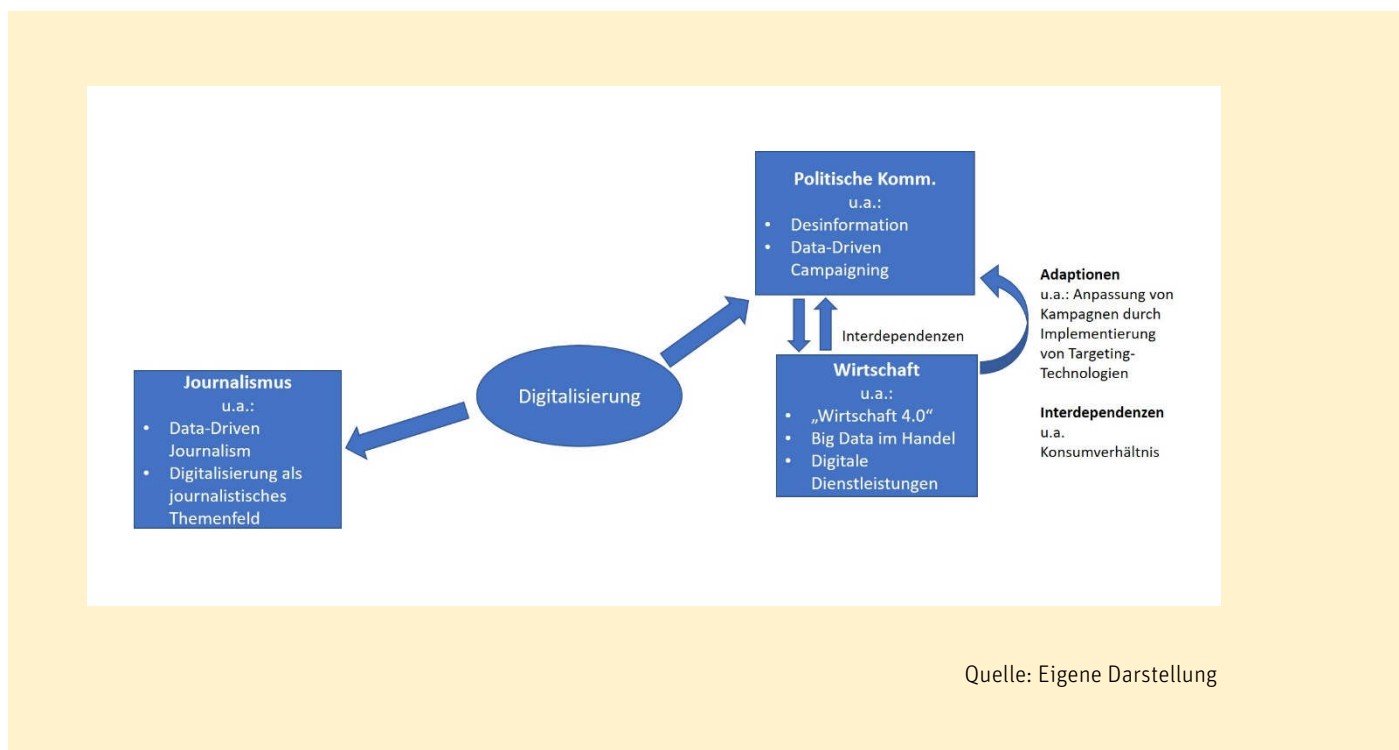 Politische Komm.
u.a.:
• Desinformation
• Data-Driven
Campaigning
Adaptionen
u.a.: Anpassung von
Kampagnen durch
Implementierung
von Targeting-
Technologien
Interdependenzen
Wirtschaft
u.a.:
• „Wirtschaft 4.0“
• Big Data im Handel
• Digitale
Dienstleistungen
Interdependenzen
u.a.
Konsumverhältnis
Digitalisierung
Journalismus
u.a.:
• Data-Driven
Journalism
• Digitalisierung als
journalistisches
Themenfeld
Quelle: Eigene Darstellung